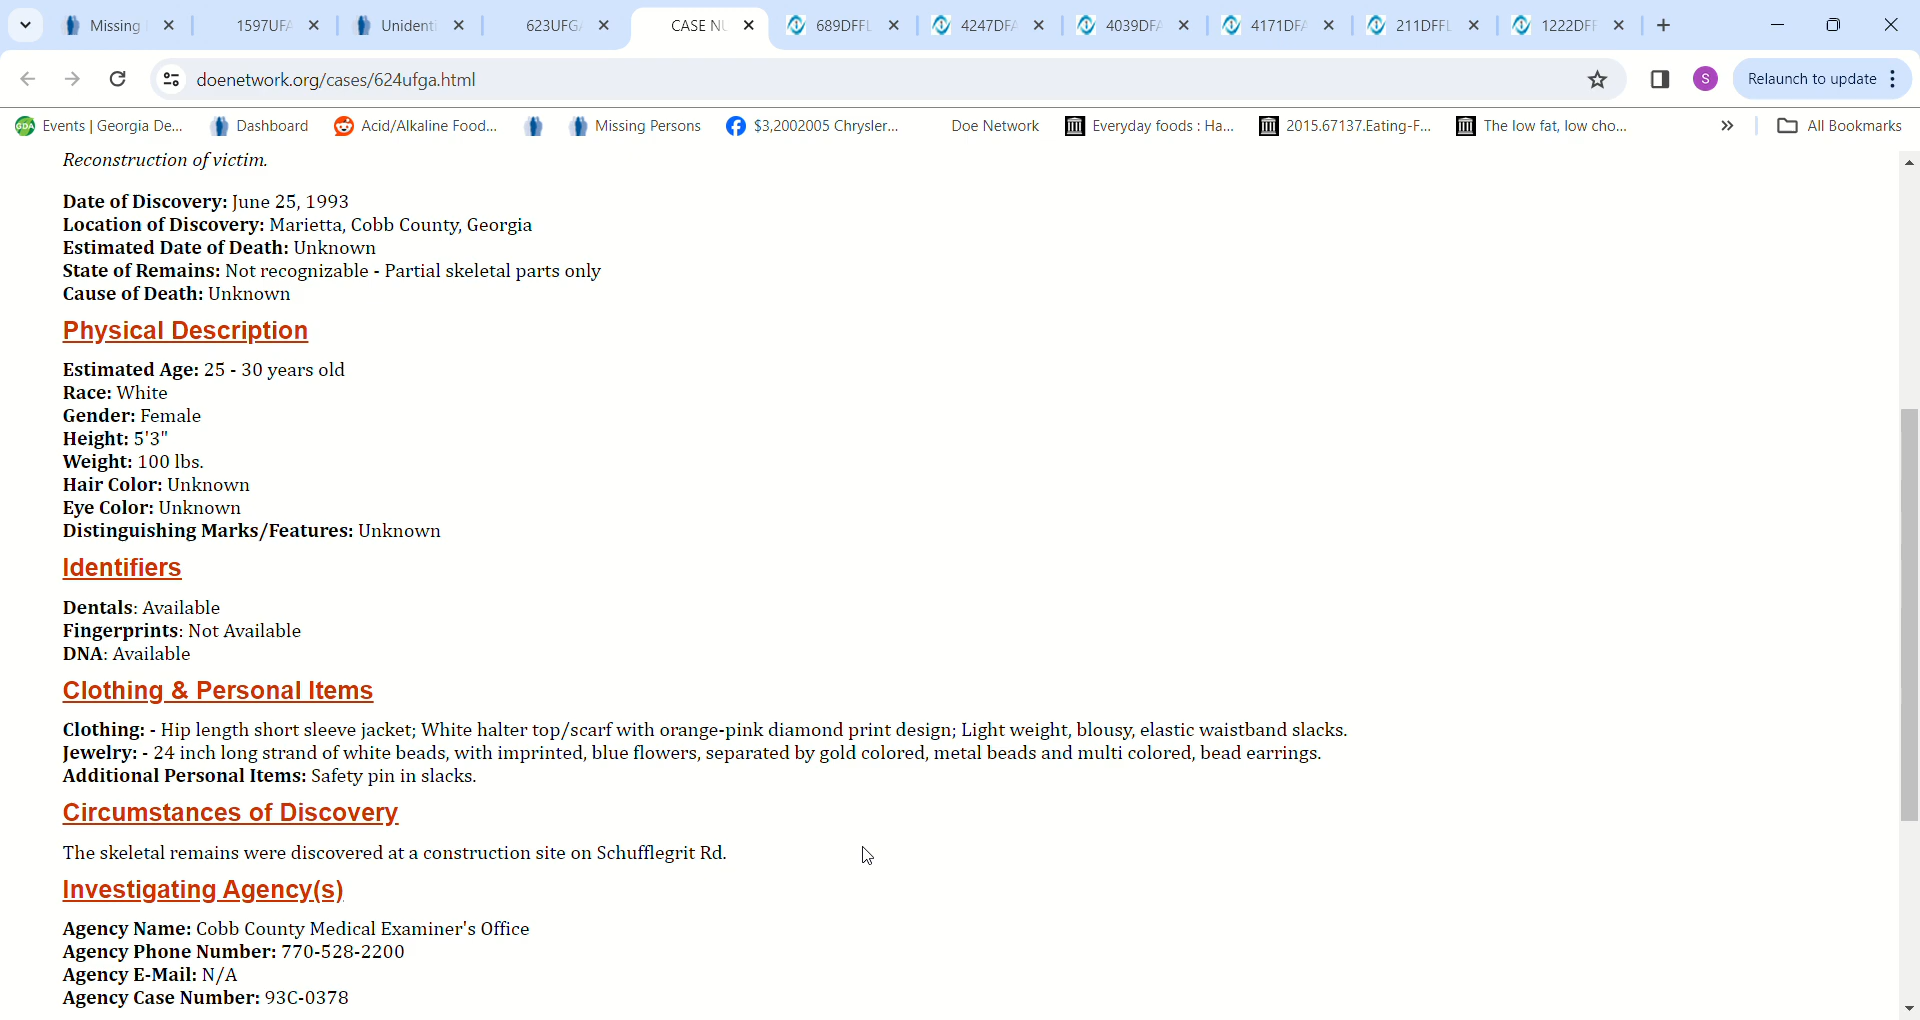 Missing
1597UFA
Unidenti
623UFG
CASE NU
689DFFL
4247DFA
4039DFA
4171DFA
211DFFL
1222DFF
doenetwork.org/cases/624ufga.html
S
Relaunch to update
GDA Events | Georgia De...
Dashboard
Acid/Alkaline Food...
Missing Persons
$3,2002005 Chrysler...
Doe Network
Everyday foods : Ha...
2015.67137.Eating-F...
The low fat, low cho...
»
All Bookmarks
Reconstruction of victim.
Date of Discovery: June 25, 1993
Location of Discovery: Marietta, Cobb County, Georgia
Estimated Date of Death: Unknown
State of Remains: Not recognizable - Partial skeletal parts only
Cause of Death: Unknown
Physical Description
Estimated Age: 25 - 30 years old
Race: White
Gender: Female
Height: 5'3"
Weight: 100 lbs.
Hair Color: Unknown
Eye Color: Unknown
Distinguishing Marks/Features: Unknown
Identifiers
Dentals: Available
Fingerprints: Not Available
DNA: Available
Clothing & Personal Items
Clothing: - Hip length short sleeve jacket; White halter top/scarf with orange-pink diamond print design; Light weight, blousy, elastic waistband slacks.
Jewelry: - 24 inch long strand of white beads, with imprinted, blue flowers, separated by gold colored, metal beads and multi colored, bead earrings.
Additional Personal Items: Safety pin in slacks.
Circumstances of Discovery
The skeletal remains were discovered at a construction site on Schufflegrit Rd.
Investigating Agency(s)
Agency Name: Cobb County Medical Examiner's Office
Agency Phone Number: 770-528-2200
Agency E-Mail: N/A
Agency Case Number: 93C-0378